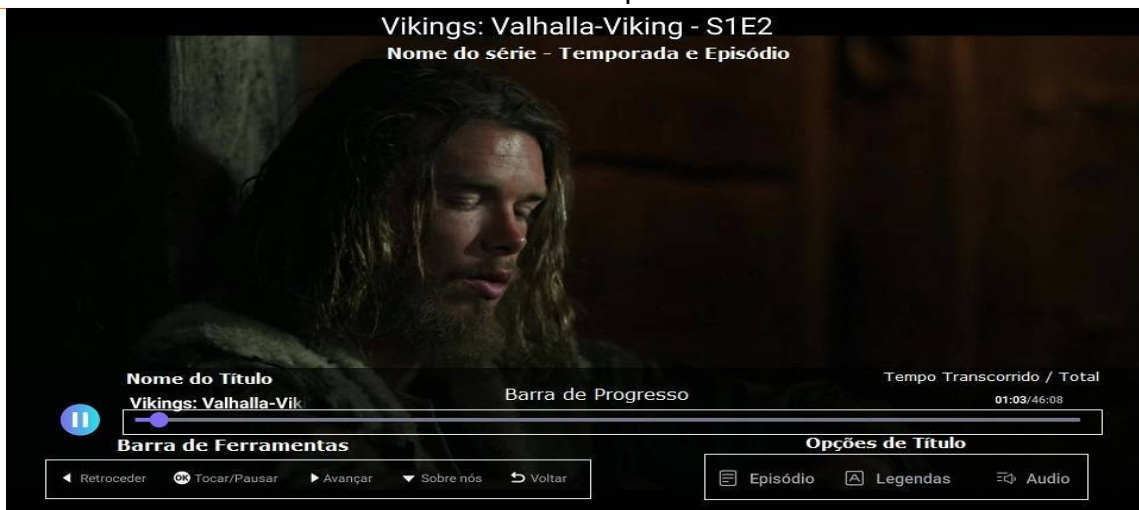 Vikings: Valhalla-Viking - S1E2
Nome do série - Temporada e Episódio
Nome do Título
Tempo Transcorrido / Total
Vikings: Valhalla-Vik
Barra de Progresso
01:03/46:08
Barra de Ferramentas
Opções de Título
Retroceder OK Tocar/Pausar Avançar Sobre nós Voltar
Episódio A Legendas Audio